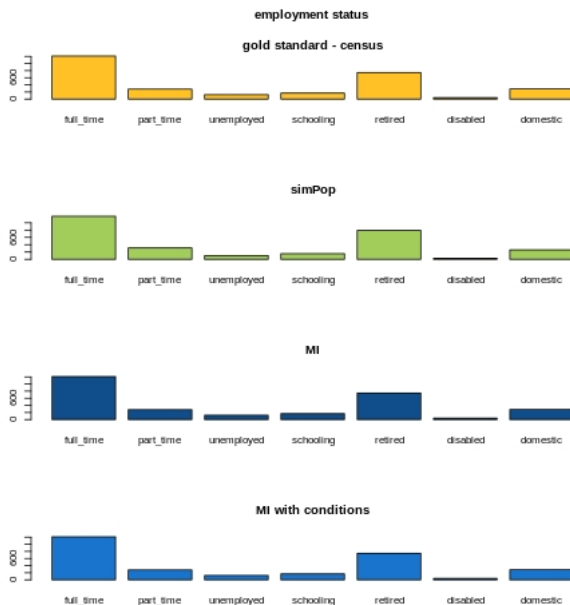 employment status
gold standard - census
600
0
full_time part_time unemployed schooling retired disabled domestic
simPop
600
0
full_time part_time unemployed schooling retired disabled domestic
MI
600
0
full_time part_time unemployed schooling retired disabled domestic
MI with conditions
600
0
full_time part_time unemployed schooling retired disabled domestic